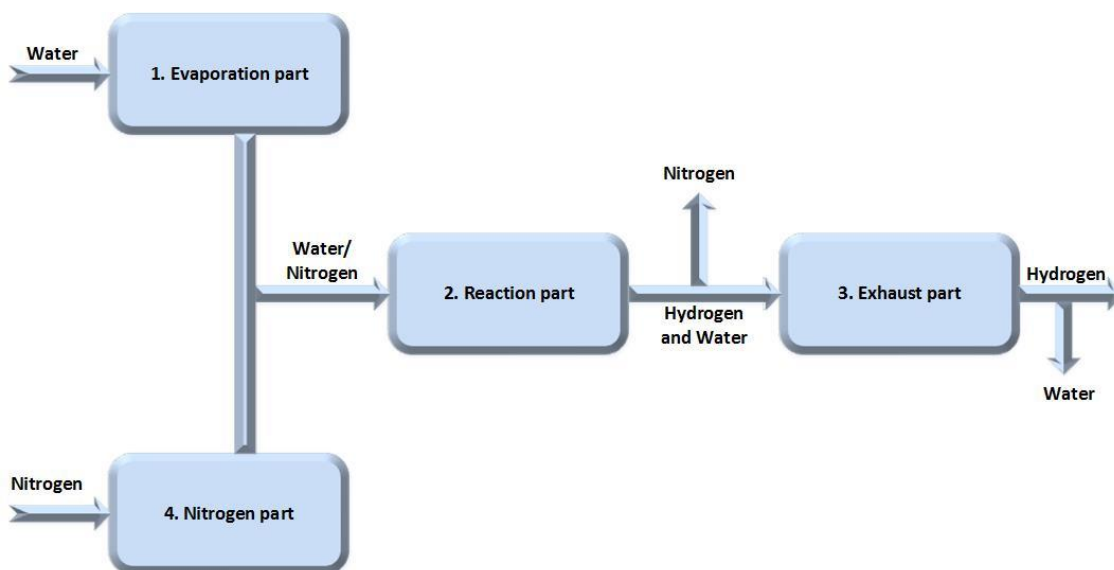 Water
1. Evaporation part
Nitrogen
Water/
Nitrogen
2. Reaction part
3. Exhaust part
Hydrogen
Hydrogen
and Water
Water
Nitrogen
4. Nitrogen part